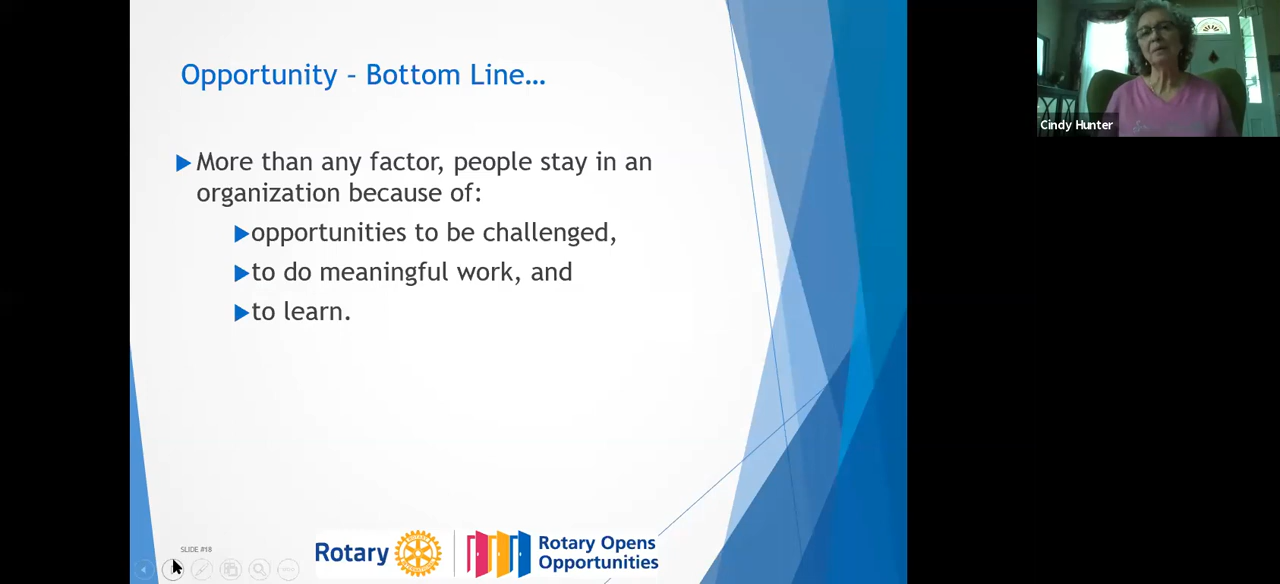 Opportunity – Bottom Line…
More than any factor, people stay in an
organization because of:
opportunities to be challenged,
to do meaningful work, and
to learn.
SLIDE #18
Rotary
Rotary Opens
Opportunities
Cindy Hunter